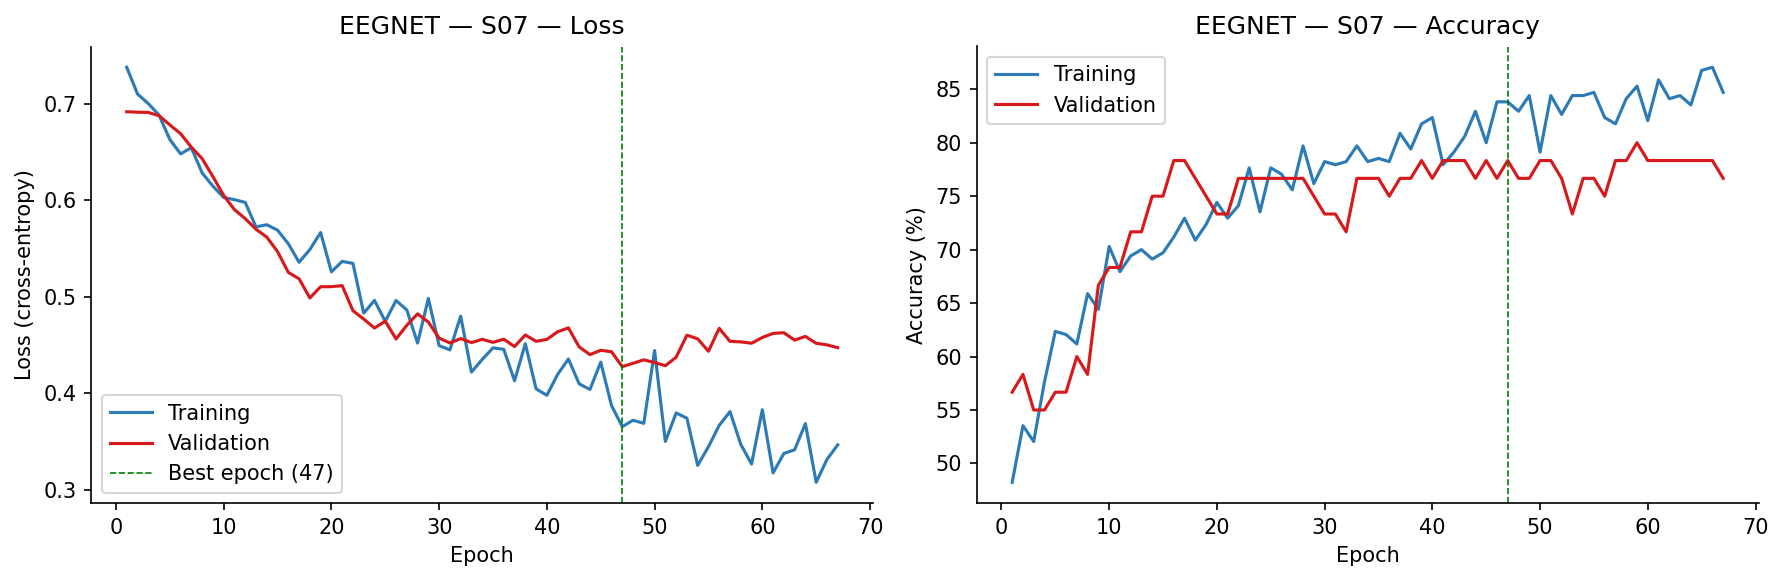 EEGNET — S07 — Loss
Loss (cross-entropy)
0.7
0.6
0.5
0.4
0.3
Training
Validation
Best epoch (47)
0 10 20 30 40 50 60 70
Epoch
EEGNET — S07 — Accuracy
Accuracy (%)
85
80
75
70
65
60
55
50
Training
Validation
0 10 20 30 40 50 60 70
Epoch